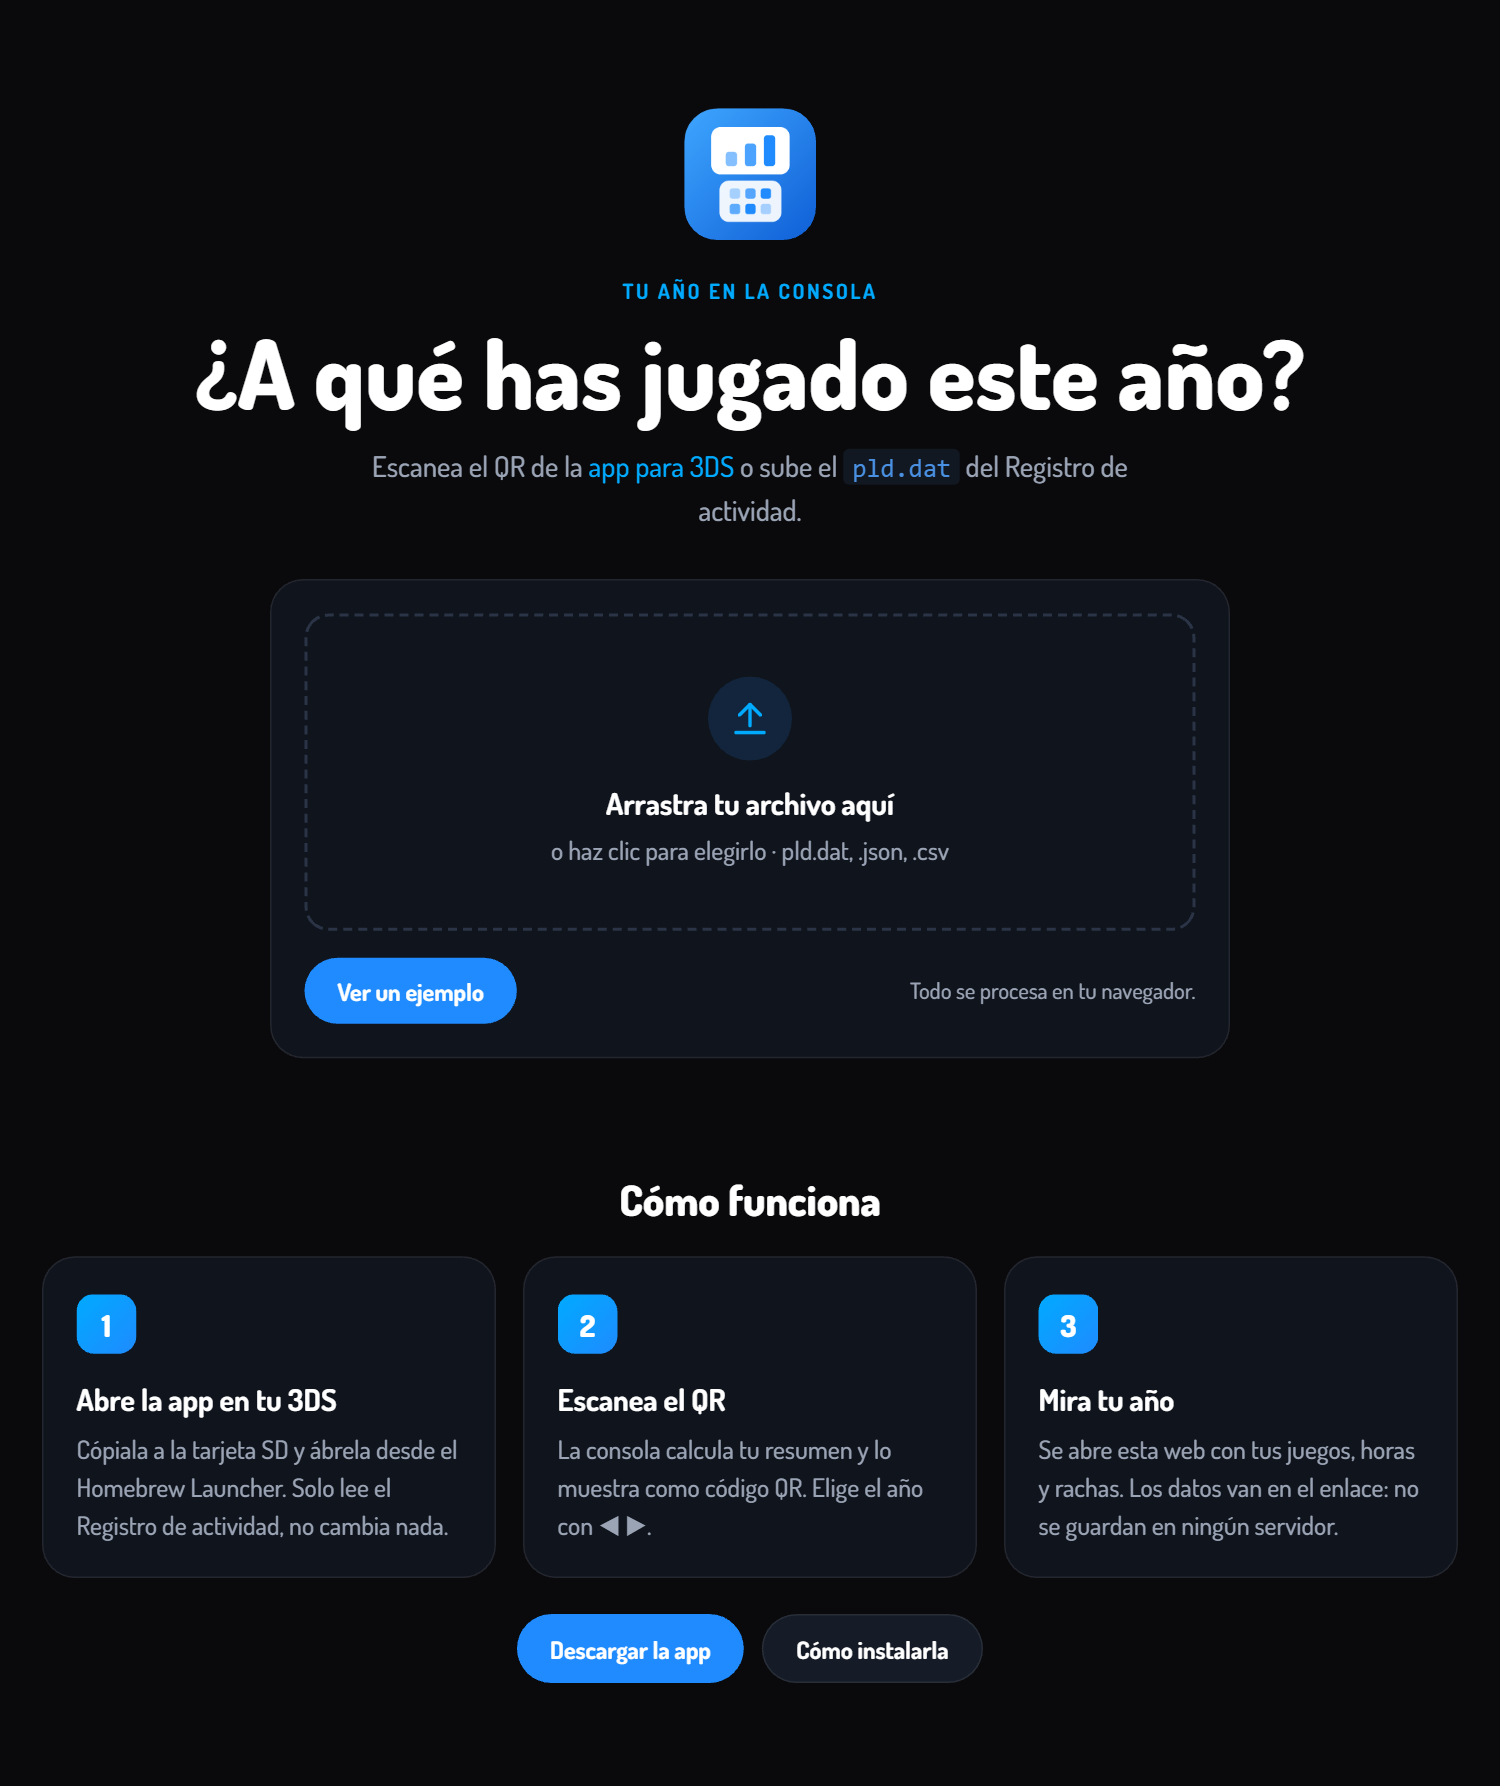 TU AÑO EN LA CONSOLA
¿A qué has jugado este año?
Escanea el QR de la app para 3DS o sube el pld.dat del Registro de
actividad.
Arrastra tu archivo aquí
o haz clic para elegirlo · pld.dat, .json, .csv
Ver un ejemplo
Todo se procesa en tu navegador.
Cómo funciona
1
Abre la app en tu 3DS
Cópiala a la tarjeta SD y ábrela desde el
Homebrew Launcher. Solo lee el
Registro de actividad, no cambia nada.
2
Escanea el QR
La consola calcula tu resumen y lo
muestra como código QR. Elige el año
con ◀ ▶.
3
Mira tu año
Se abre esta web con tus juegos, horas
y rachas. Los datos van en el enlace: no
se guardan en ningún servidor.
Descargar la app
Cómo instalarla